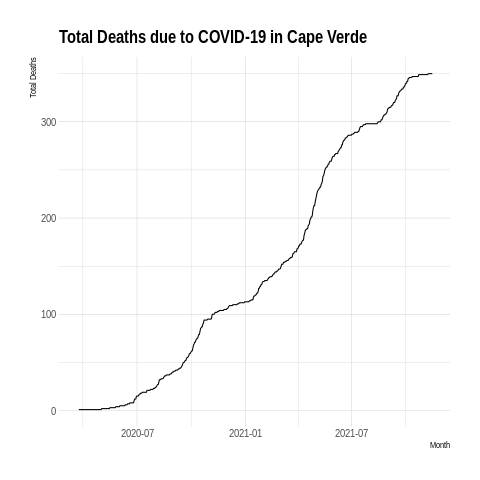 Total Deaths due to COVID-19 in Cape Verde
Total Deaths
300
200
100
0
2020-07 2021-01 2021-07
Month